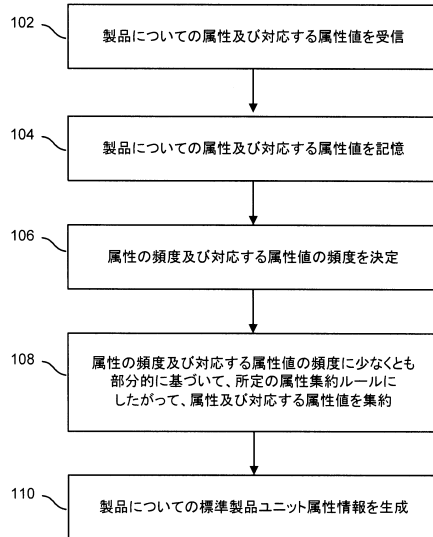 102
製品についての属性及び対応する属性値を受信
104
製品についての属性及び対応する属性値を記憶
106
属性の頻度及び対応する属性値の頻度を決定
108
属性の頻度及び対応する属性値の頻度に少なくとも
部分的に基づいて、所定の属性集約ルールに
したがって、属性及び対応する属性値を集約
110
製品についての標準製品ユニット属性情報を生成